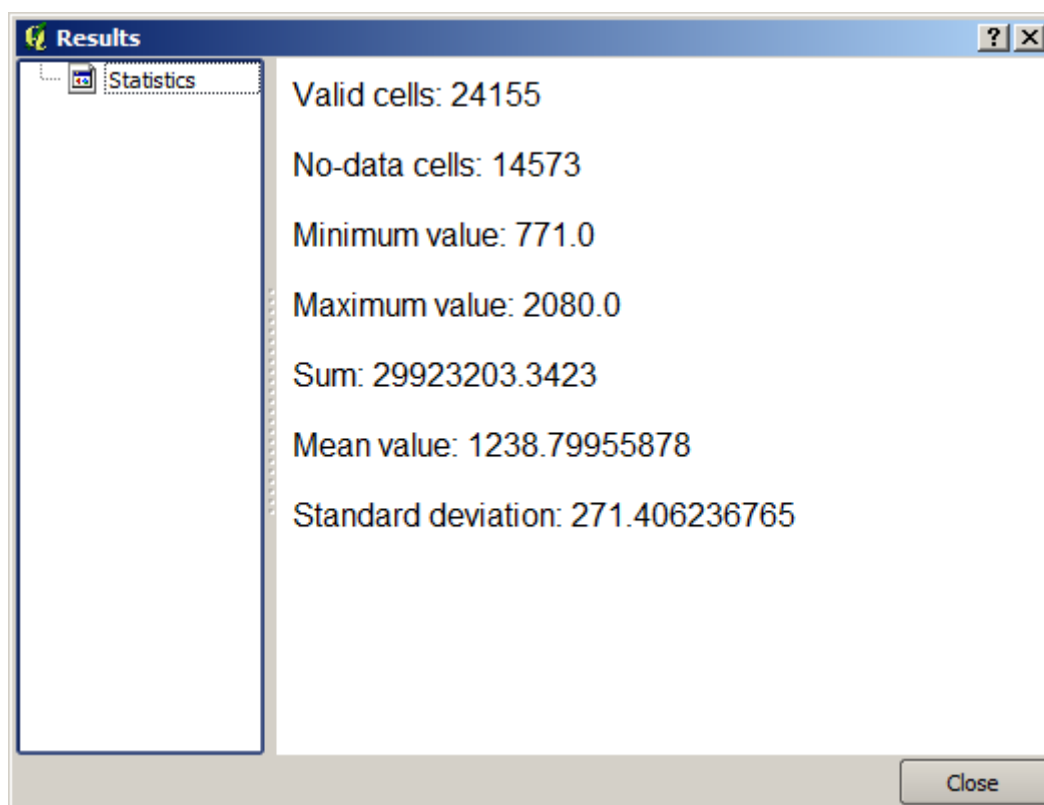 Results
Statistics
Valid cells: 24155
No-data cells: 14573
Minimum value: 771.0
Maximum value: 2080.0
Sum: 29923203.3423
Mean value: 1238.79955878
Standard deviation: 271.406236765
Close